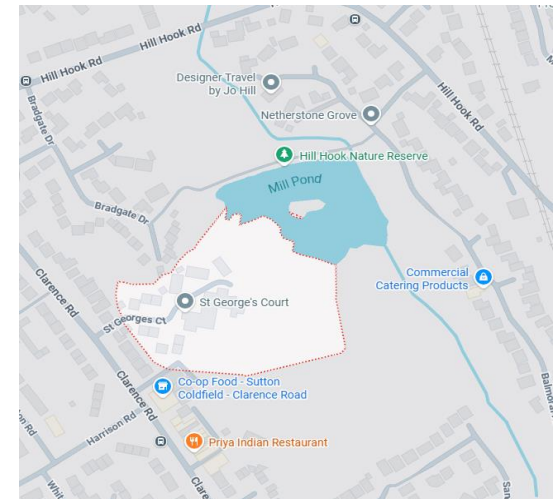 Hill Hook Rd
Hill Hook Rd
Designer Travel
by Jo Hill
Bradgate Dr
Netherstone Grove
Hill Hook Rd
Hill Hook Nature Reserve
Mill Pond
Bradgate Dr
Commercial
Catering Products
Clarence Rd
St George's Court
St Georges Ct
Co-op Food - Sutton
Coldfield - Clarence Road
Clarence Rd
Harrison Rd
Priya Indian Restaurant